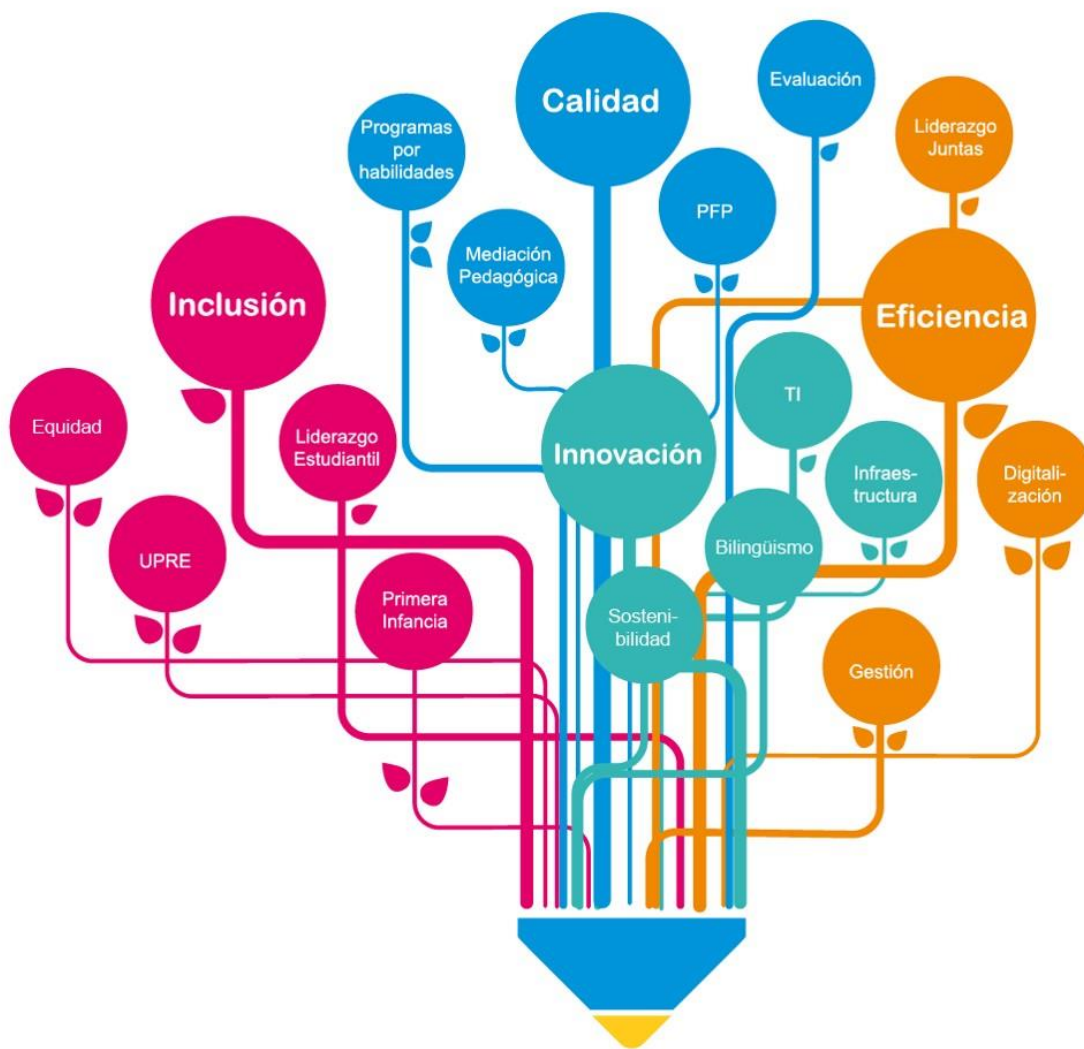 Calidad
Evaluación
Programas
por
habilidades
Liderazgo
Juntas
PFP
Mediación
Pedagógica
Inclusión
Eficiencia
TI
Equidad
Liderazgo
Estudiantil
Innovación
Infraes-
tructura
Digitali-
zación
UPRE
Bilingüismo
Primera
Infancia
Sosteni-
bilidad
Gestión